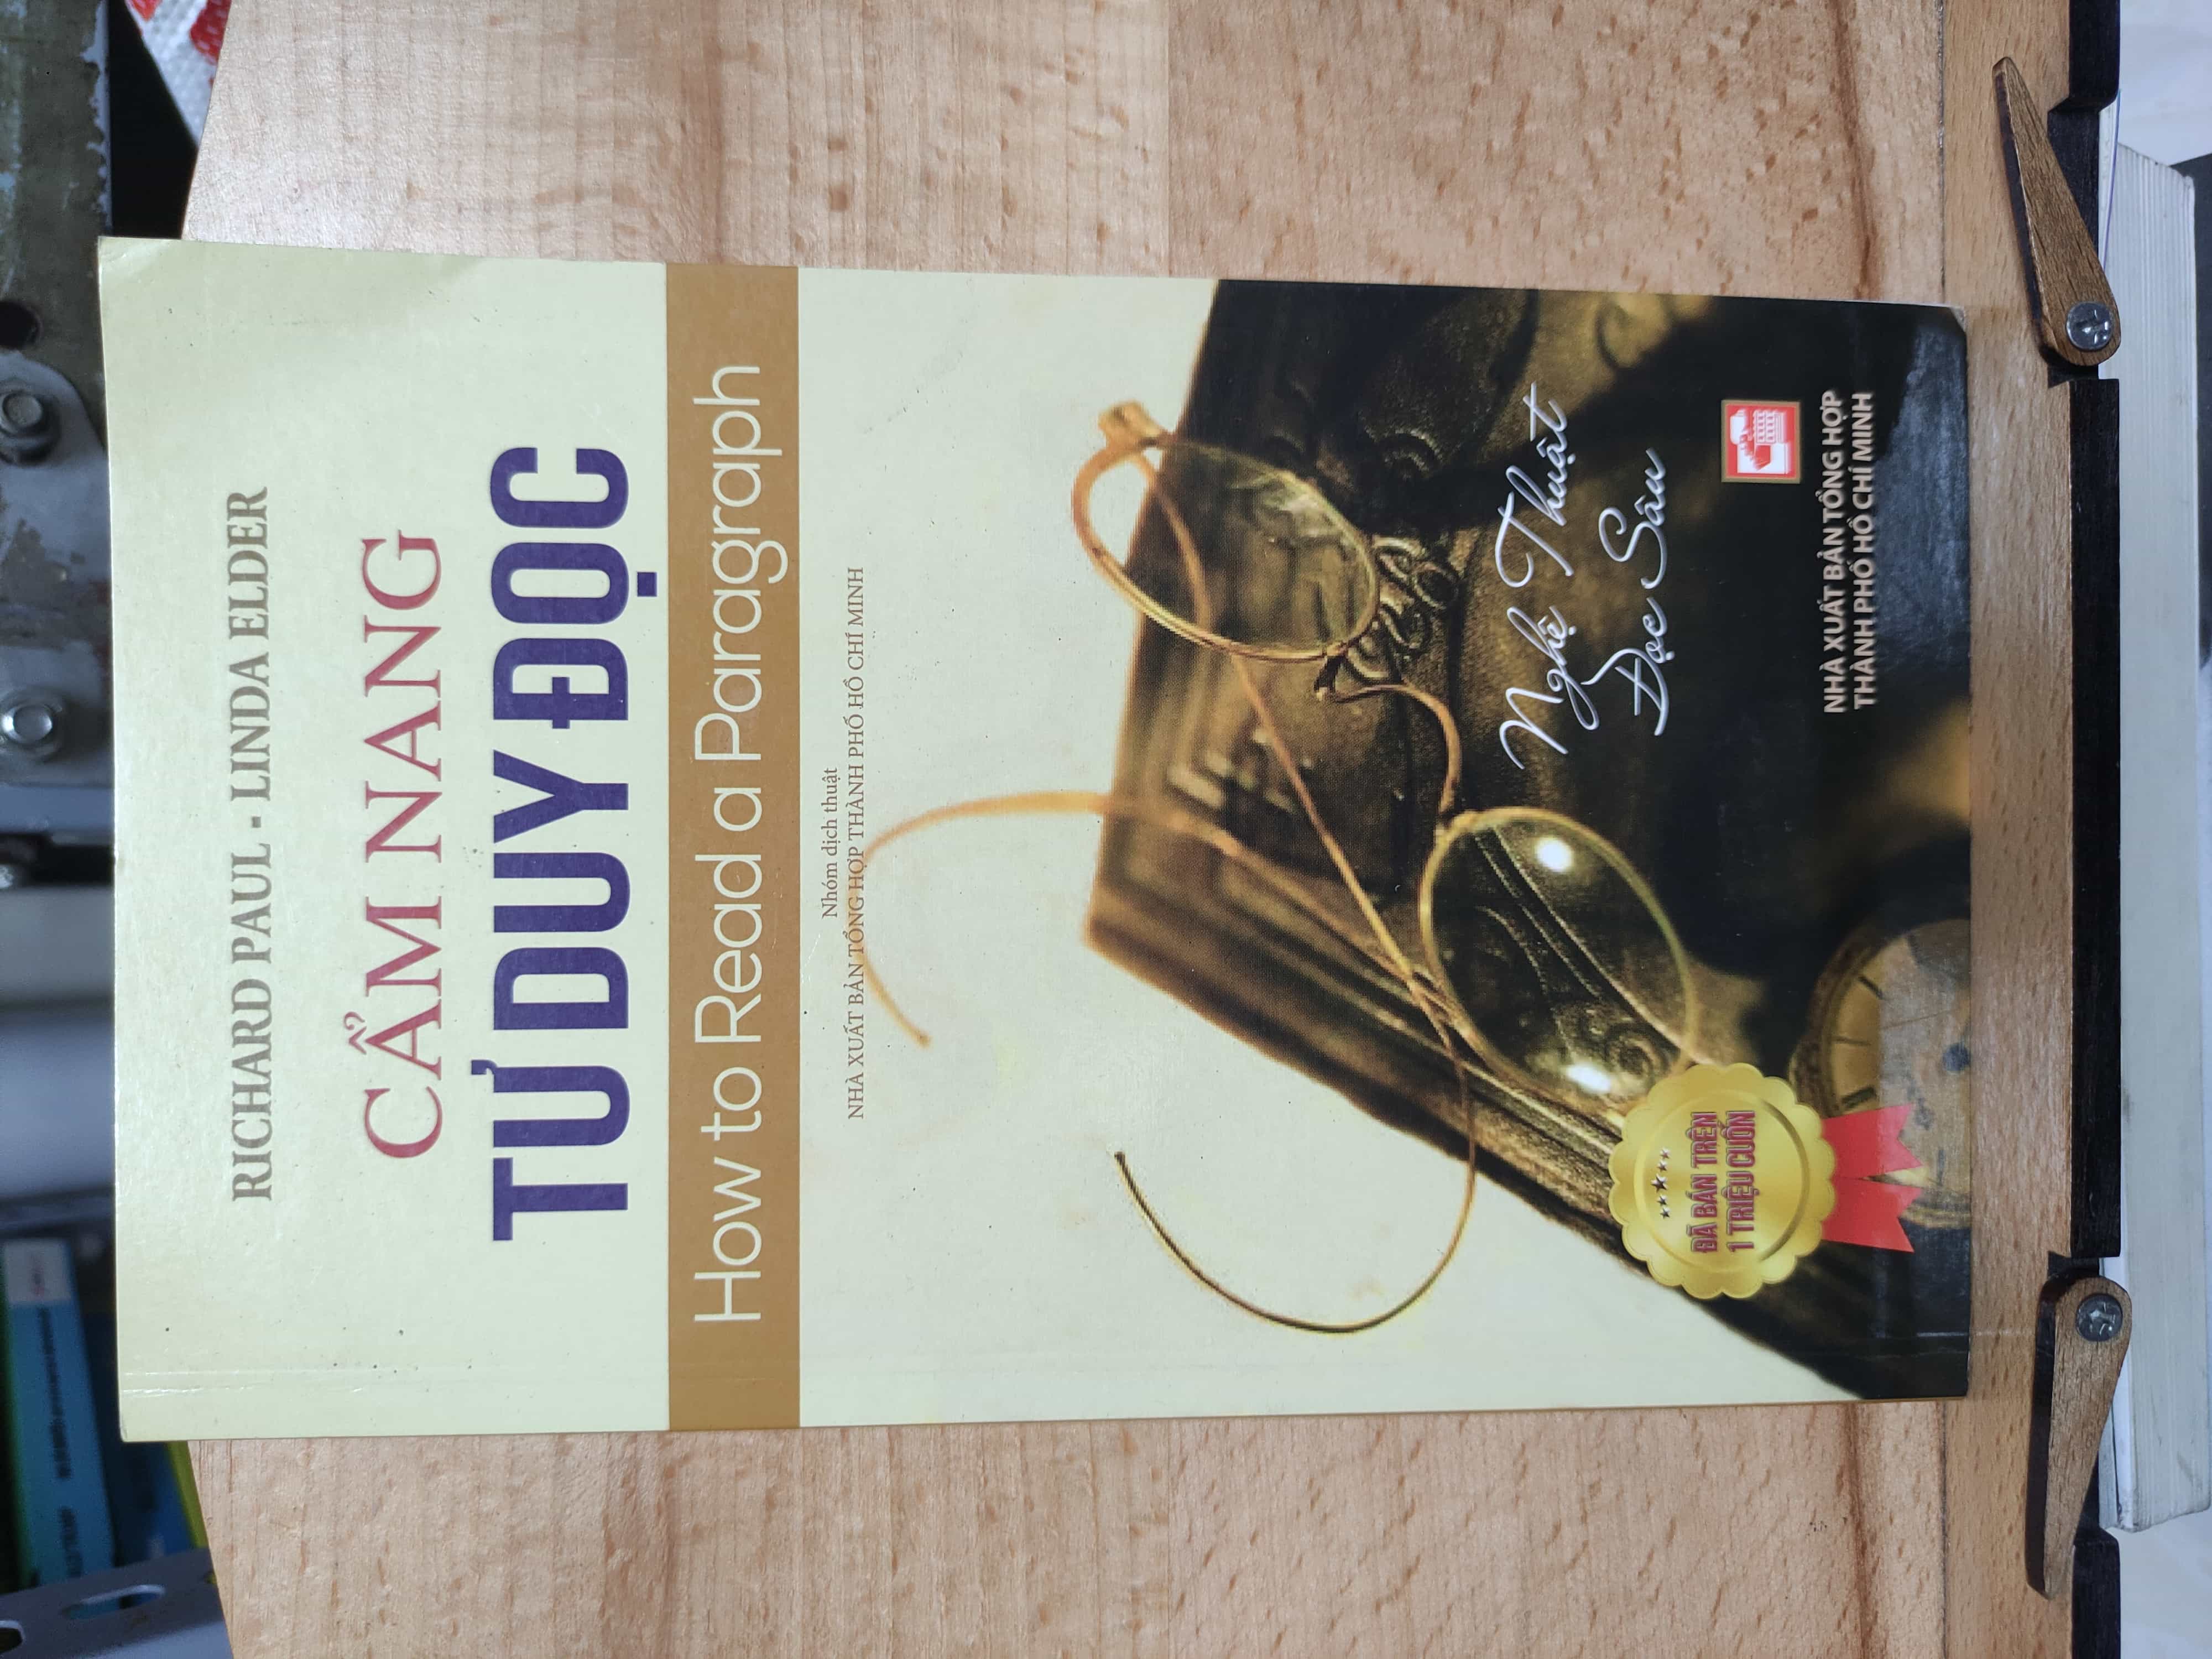 RICHARD PAUL - LINDA ELDER
CẨM NANG
TƯ DUY ĐỌC
How to Read a Paragraph
Nhóm dịch thuật
NHÀ XUẤT BẢN TỔNG HỢP THÀNH PHỐ HỒ CHÍ MINH
Nghệ Thuật
Đọc Sâu
ĐÃ BÁN TRÊN
1 TRIỆU CUỐN
NHÀ XUẤT BẢN TỔNG HỢP
THÀNH PHỐ HỒ CHÍ MINH